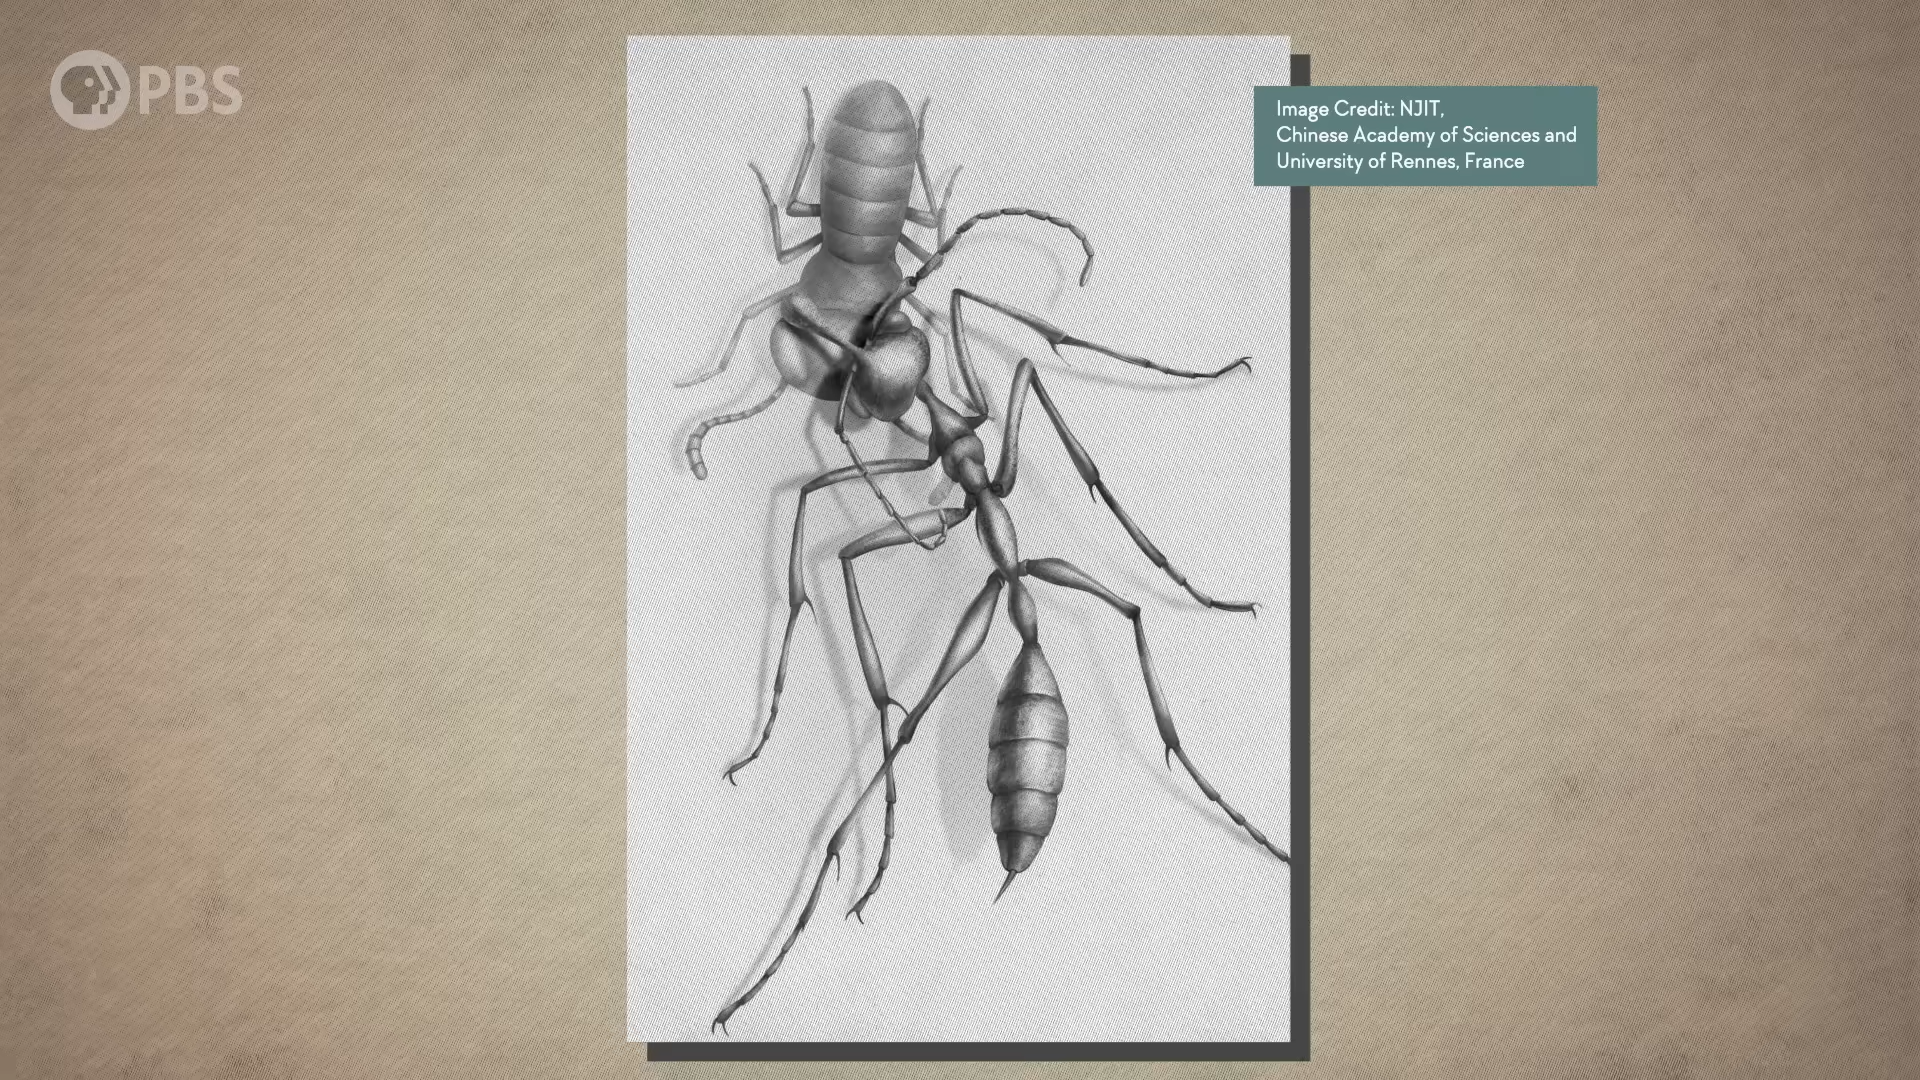 PBS
Image Credit: NJIT,
Chinese Academy of Sciences and
University of Rennes, France